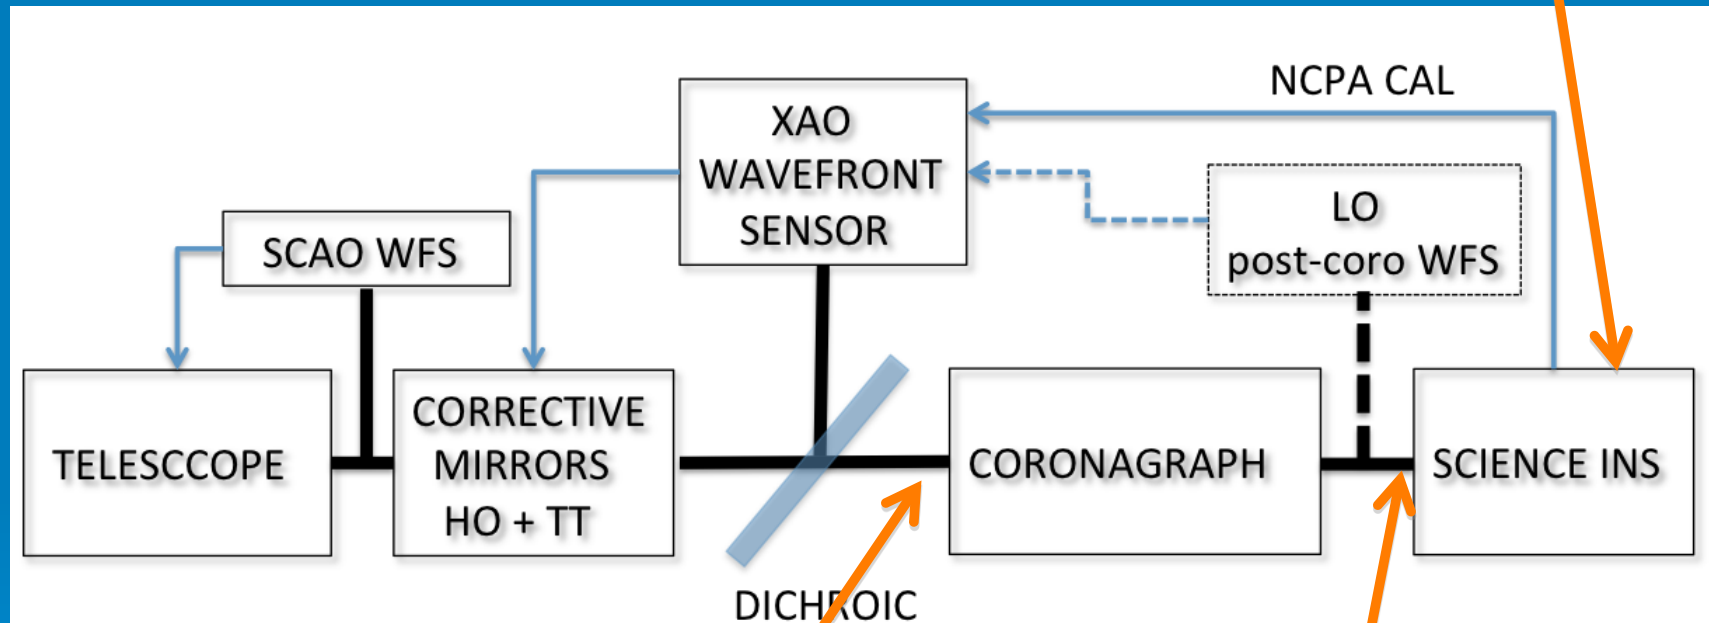 NCPA CAL
XAO
WAVEFRONT
SENSOR
LO
post-coro WFS
SCAO WFS
TELESCCOPE
CORRECTIVE
MIRRORS
HO + TT
CORONAGRAPH
SCIENCE INS
DICHROIC